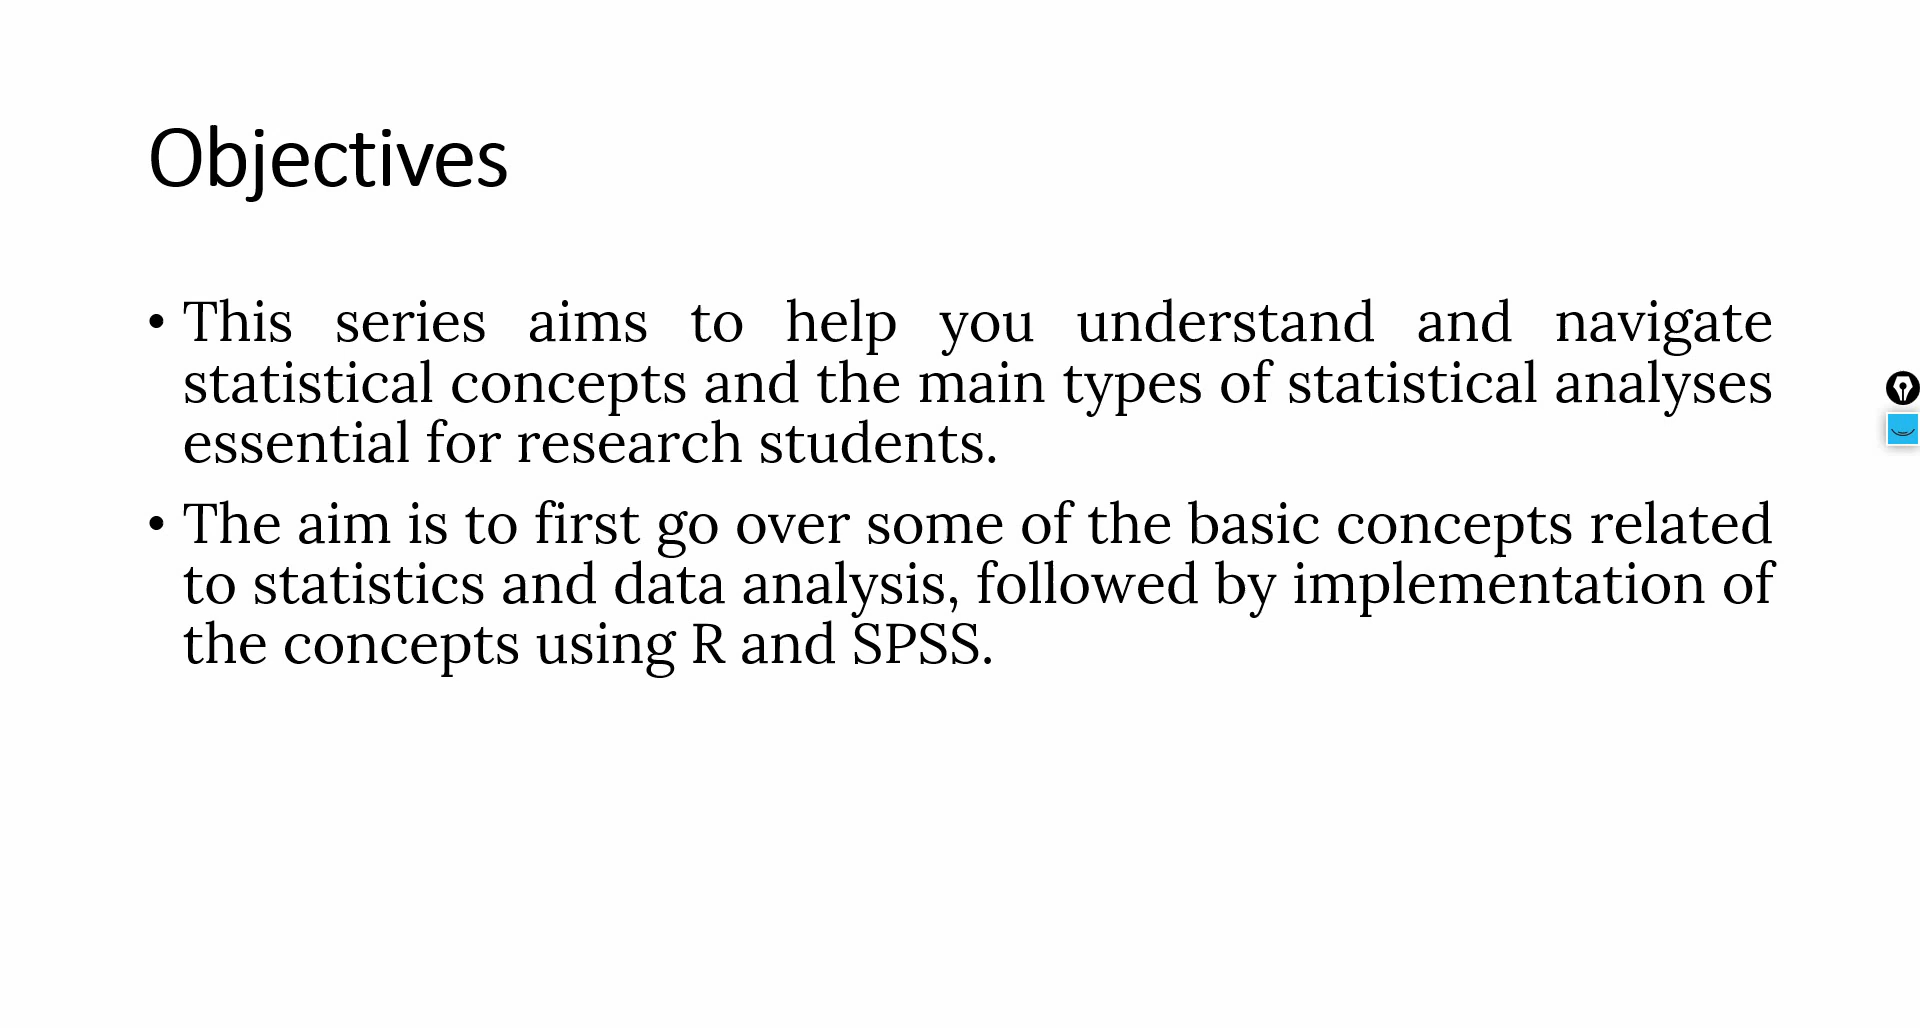 Objectives
• This series aims to help you understand and navigate
statistical concepts and the main types of statistical analyses
essential for research students.
• The aim is to first go over some of the basic concepts related
to statistics and data analysis, followed by implementation of
the concepts using R and SPSS.